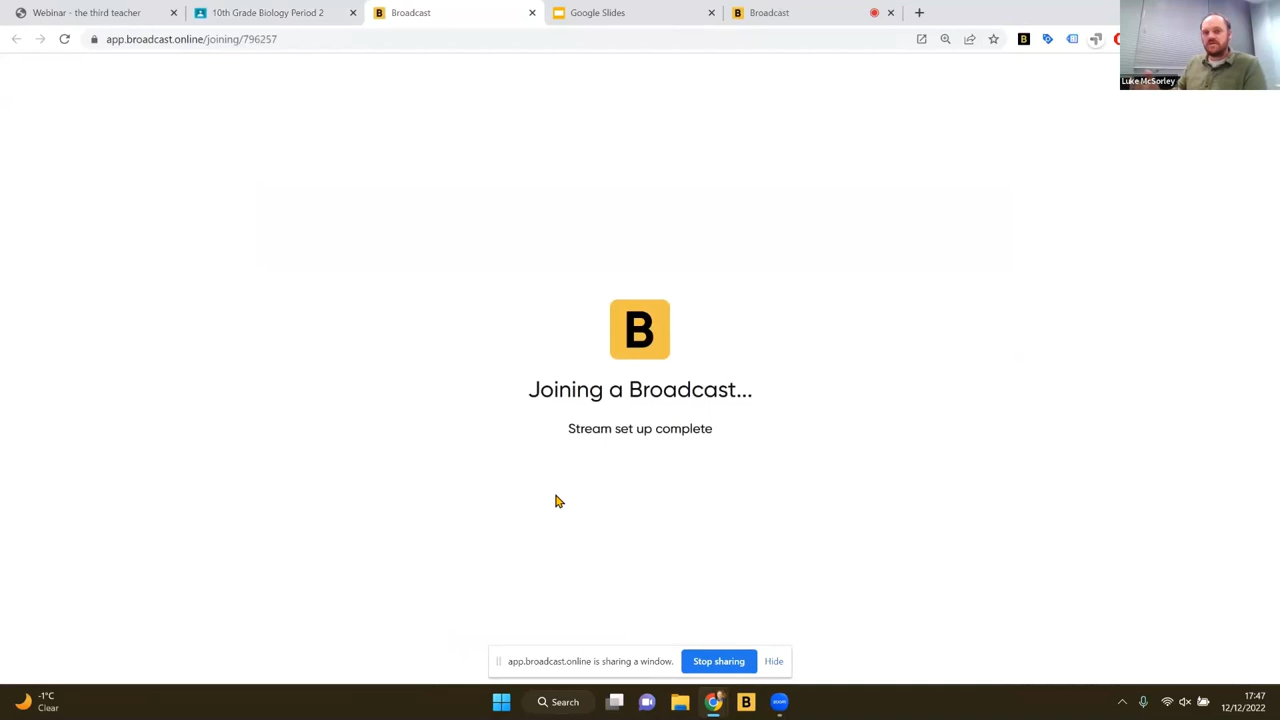 Webinar - the third teacher
10th Grade Biology Period 2
Broadcast
Google Slides
Broadcast
app.broadcast.online/joining/796257
B
Luke McSorley
B
Joining a Broadcast...
Stream set up complete
app.broadcast.online is sharing a window.
Stop sharing
Hide
-1°C
Clear
Search
B
zoom
17:47
12/12/2022